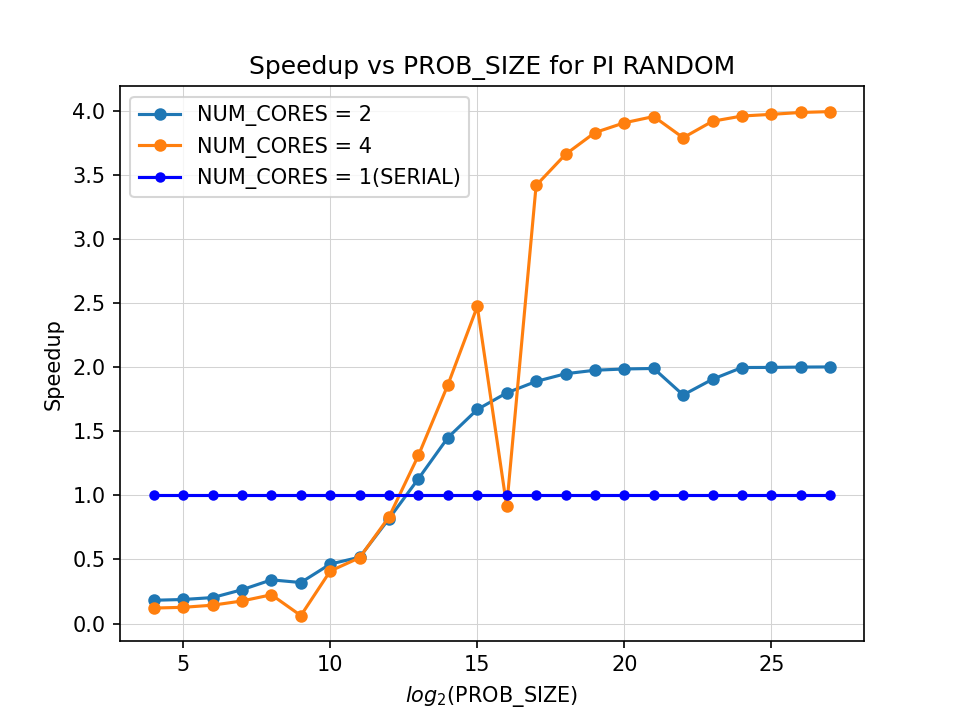 Speedup vs PROB_SIZE for PI RANDOM
NUM_CORES = 2
NUM_CORES = 4
NUM_CORES = 1(SERIAL)
Speedup
4.0
3.5
3.0
2.5
2.0
1.5
1.0
0.5
0.0
5 10 15 20 25
log₂(PROB_SIZE)